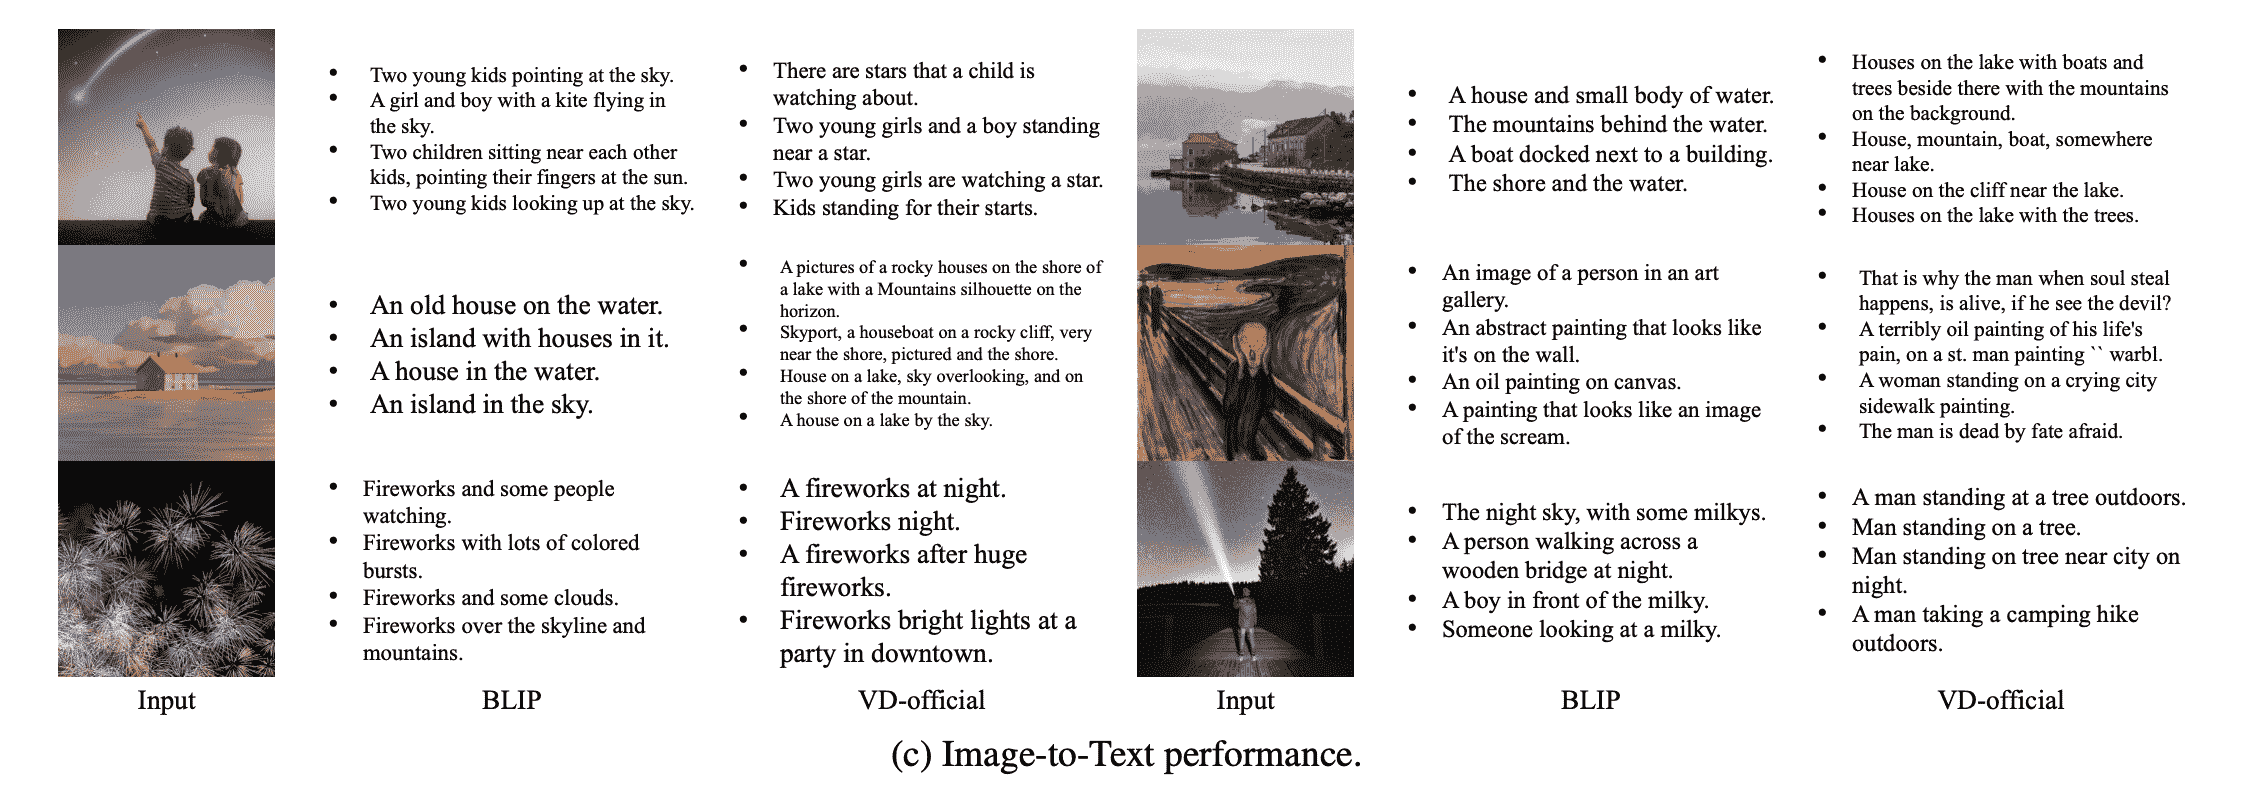 • Two young kids pointing at the sky.
• A girl and boy with a kite flying in
the sky.
• Two children sitting near each other
kids, pointing their fingers at the sun.
• Two young kids looking up at the sky.
• There are stars that a child is
watching about.
• Two young girls and a boy standing
near a star.
• Two young girls are watching a star.
• Kids standing for their starts.
• An old house on the water.
• An island with houses in it.
• A house in the water.
• An island in the sky.
• A pictures of a rocky houses on the shore of
a lake with a Mountains silhouette on the
horizon.
• Skyport, a houseboat on a rocky cliff, very
near the shore, pictured and the shore.
• House on a lake, sky overlooking, and on
the shore of the mountain.
• A house on a lake by the sky.
• Fireworks and some people
watching.
• Fireworks with lots of colored
bursts.
• Fireworks and some clouds.
• Fireworks over the skyline and
mountains.
• A fireworks at night.
• Fireworks night.
• A fireworks after huge
fireworks.
• Fireworks bright lights at a
party in downtown.
Input
BLIP
VD-official
• A house and small body of water.
• The mountains behind the water.
• A boat docked next to a building.
• The shore and the water.
• Houses on the lake with boats and
trees beside there with the mountains
on the background.
• House, mountain, boat, somewhere
near lake.
• House on the cliff near the lake.
• Houses on the lake with the trees.
• An image of a person in an art
gallery.
• An abstract painting that looks like
it's on the wall.
• An oil painting on canvas.
• A painting that looks like an image
of the scream.
• That is why the man when soul steal
happens, is alive, if he see the devil?
• A terribly oil painting of his life's
pain, on a st. man painting `` warbl.
• A woman standing on a crying city
sidewalk painting.
• The man is dead by fate afraid.
• The night sky, with some milkys.
• A person walking across a
wooden bridge at night.
• A boy in front of the milky.
• Someone looking at a milky.
• A man standing at a tree outdoors.
• Man standing on a tree.
• Man standing on tree near city on
night.
• A man taking a camping hike
outdoors.
Input
BLIP
VD-official
(c) Image-to-Text performance.